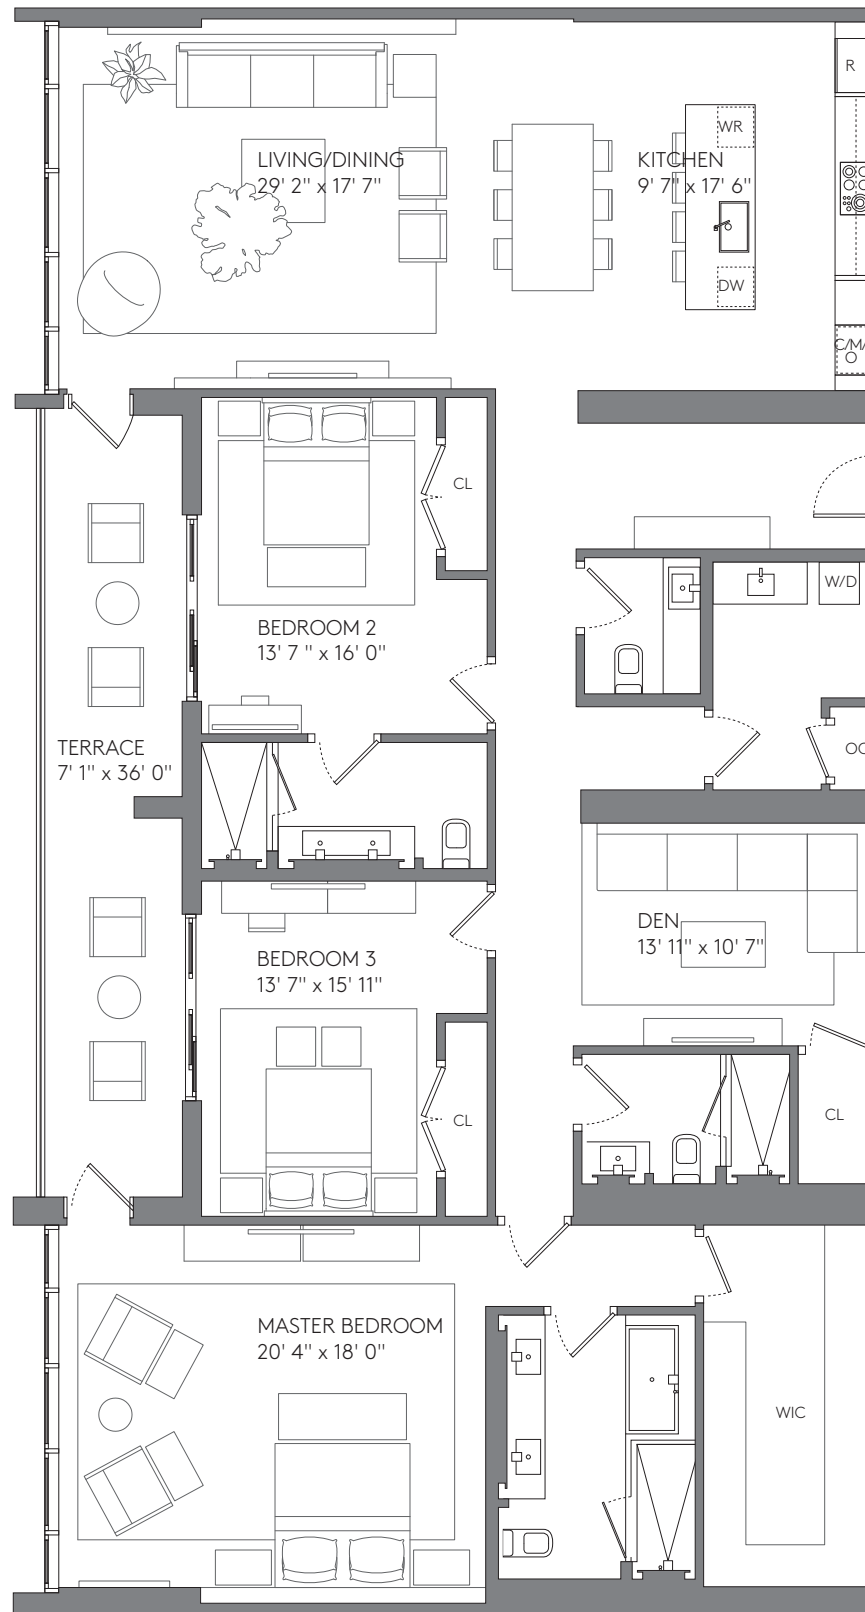 R
WR
LIVING/DINING
29' 2" x 17' 7"
KITCHEN
9' 7" x 17' 6"
DW
C/M/
O
CL
W/D
BEDROOM 2
13' 7 " x 16' 0"
TERRACE
7' 1" x 36' 0"
DEN
13' 11" x 10' 7"
BEDROOM 3
13' 7" x 15' 11"
CL
CL
MASTER BEDROOM
20' 4" x 18' 0"
WIC